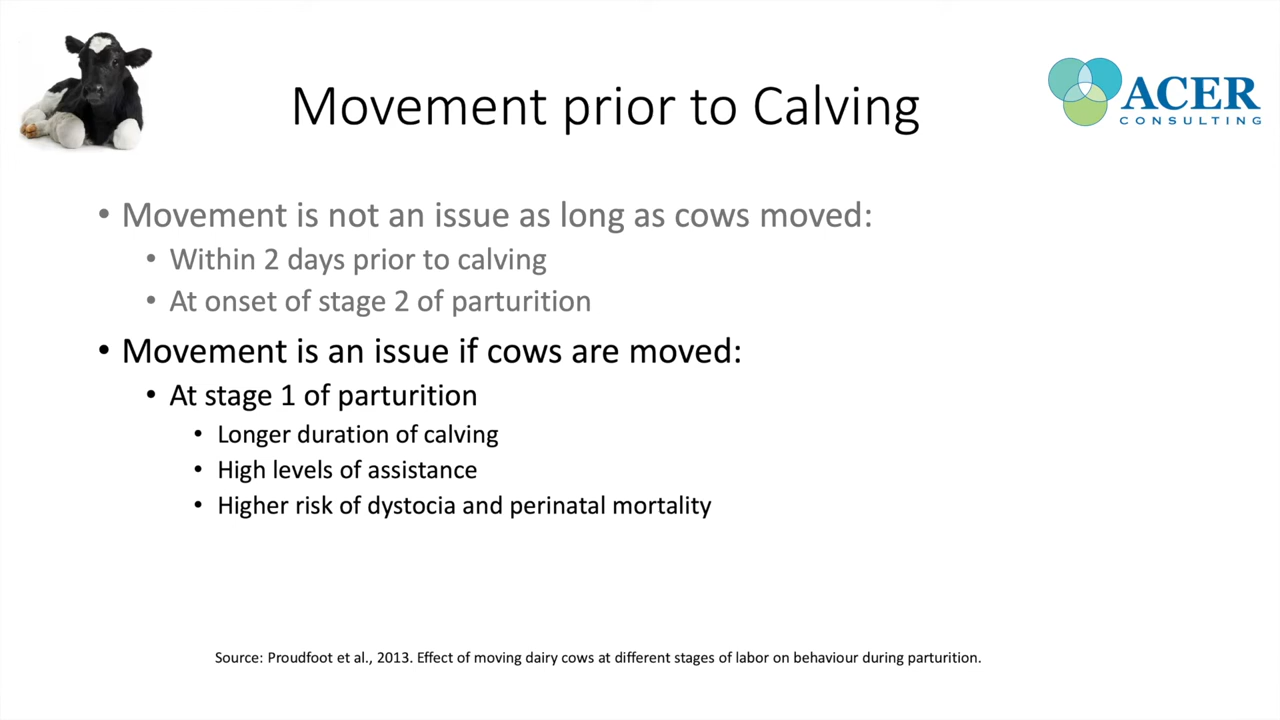 Movement prior to Calving
ACER
CONSULTING
• Movement is not an issue as long as cows moved:
• Within 2 days prior to calving
• At onset of stage 2 of parturition
• Movement is an issue if cows are moved:
• At stage 1 of parturition
• Longer duration of calving
• High levels of assistance
• Higher risk of dystocia and perinatal mortality
Source: Proudfoot et al., 2013. Effect of moving dairy cows at different stages of labor on behaviour during parturition.